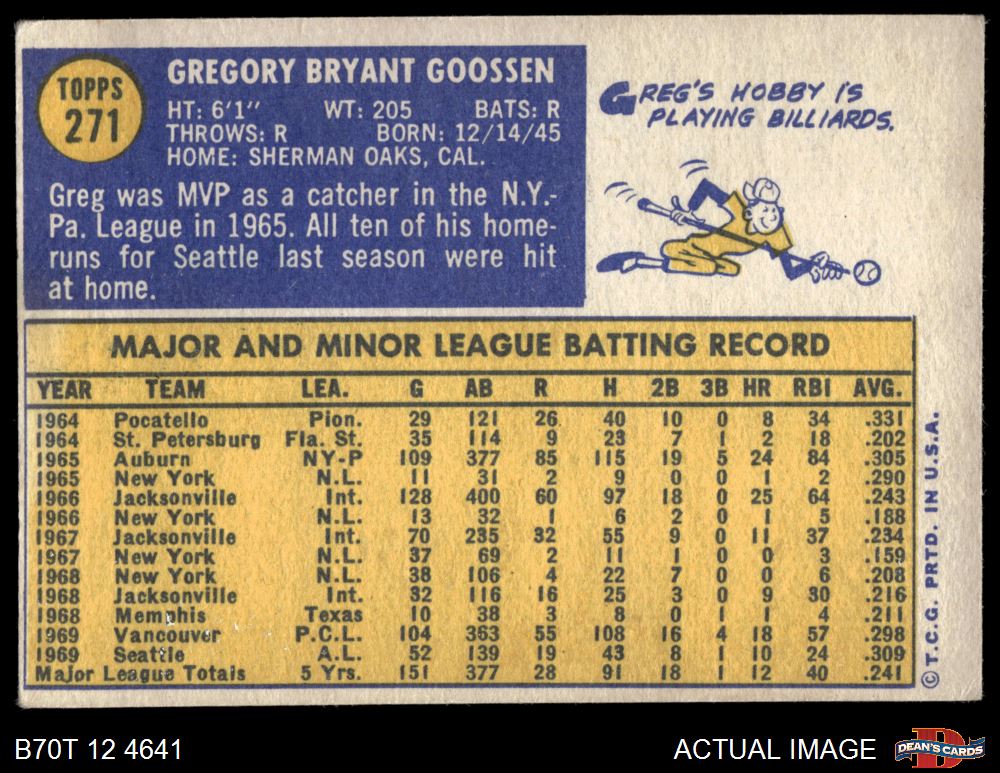 TOPPS
271
GREGORY BRYANT GOOSSEN
HT: 6'1" WT: 205 BATS: R
THROWS: R BORN: 12/14/45
HOME: SHERMAN OAKS, CAL.
Greg was MVP as a catcher in the N.Y.-
Pa. League in 1965. All ten of his home-
runs for Seattle last season were hit
at home.
GREG'S HOBBY IS
PLAYING BILLIARDS.
MAJOR AND MINOR LEAGUE BATTING RECORD
YEAR TEAM LEA. G AB R H 2B 3B HR RBI AVG.
1964 Pocatello Pion. 29 121 26 40 10 0 8 34 .331
1964 St. Petersburg Fla. St. 35 114 9 23 7 1 2 18 .202
1965 Auburn NY-P 109 377 85 115 19 5 24 84 .305
1965 New York N.L. 11 31 2 9 0 0 1 2 .290
1966 Jacksonville Int. 128 400 60 97 18 0 25 64 .243
1966 New York N.L. 13 32 1 6 2 0 1 5 .188
1967 Jacksonville Int. 70 235 32 55 9 0 11 37 .234
1967 New York N.L. 37 69 2 11 1 0 0 3 .159
1968 New York N.L. 38 106 4 22 7 0 0 6 .208
1968 Jacksonville Int. 32 116 16 25 3 0 9 30 .216
1968 Memphis Texas 10 38 3 8 0 1 1 4 .211
1969 Vancouver P.C.L. 104 363 55 108 16 4 18 57 .298
1969 Seattle A.L. 52 139 19 43 8 1 10 24 .309
Major League Totals 5 Yrs. 151 377 28 91 18 1 12 40 .241
© T.C.G. PRTD. IN U.S.A.
B70T 12 4641
ACTUAL IMAGE
DEAN'S CARDS